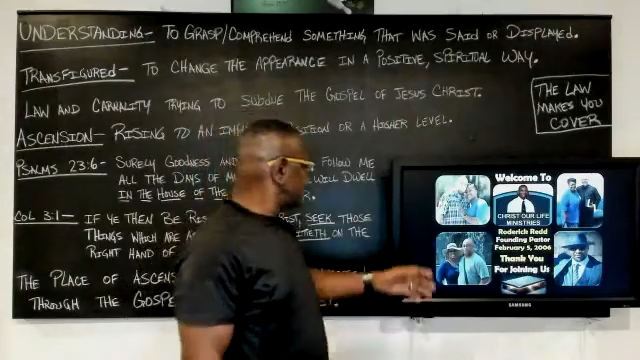 UNDERSTANDING- TO GRASP/COMPREHEND SOMETHING THAT WAS SAID OR DISPLAYED.
TRANSFIGURED- TO CHANGE THE APPEARANCE IN A POSITIVE, SPIRITUAL WAY.
LAW AND CARNALITY TRYING TO SUBDUE THE GOSPEL OF JESUS CHRIST.
ASCENSION- RISING TO AN OR A HIGHER LEVEL.
PSALMS 23:6- SURELY GOODNESS FOLLOW ME
ALL THE DAYS OF WILL DWELL
IN THE HOUSE OF THE
COL 3:1- IF YE THEN BE SEEK THOSE
THINGS WHICH ARE ON THE
RIGHT HAND OF
THE PLACE OF
THROUGH THE
THE LAW
MAKES YOU
COVER
Welcome To
CHRIST OUR LIFE
MINISTRIES
Roderick Redd
Founding Pastor
February 5, 2006
Thank You
For Joining Us
SAMSUNG